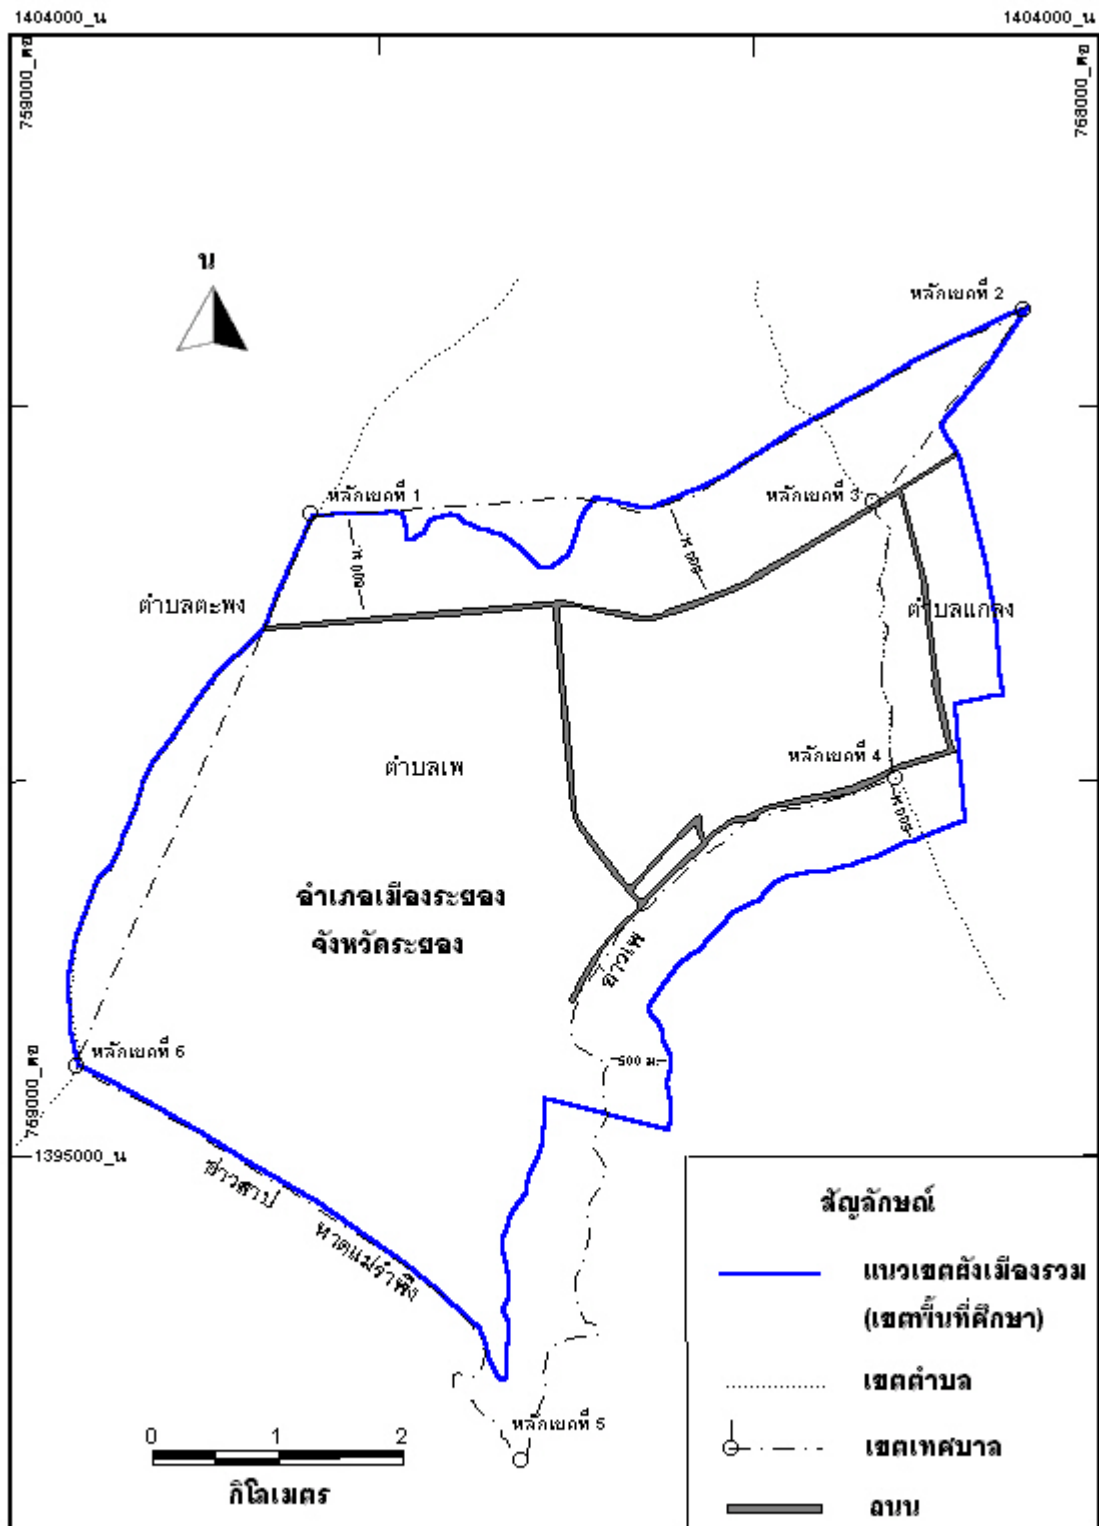 1404000_น
1404000_น
759000_ตอ
768000_ตอ
น
หลักเขตที่ 2
หลักเขตที่ 1
หลักเขตที่ 3
600 ม.
500 ม.
ตำบลตะพง
ตำบลแกลง
ตำบลเพ
หลักเขตที่ 4
500 ม.
อำเภอเมืองระยอง
จังหวัดระยอง
อ่าวเพ
หลักเขตที่ 6
500 ม.
769000_ตอ
1395000_น
หาดแม่รำพึง
หลักเขตที่ 5
0 1 2
กิโลเมตร
สัญลักษณ์
แนวเขตผังเมืองรวม
(เขตพื้นที่ศึกษา)
เขตตำบล
เขตเทศบาล
ถนน